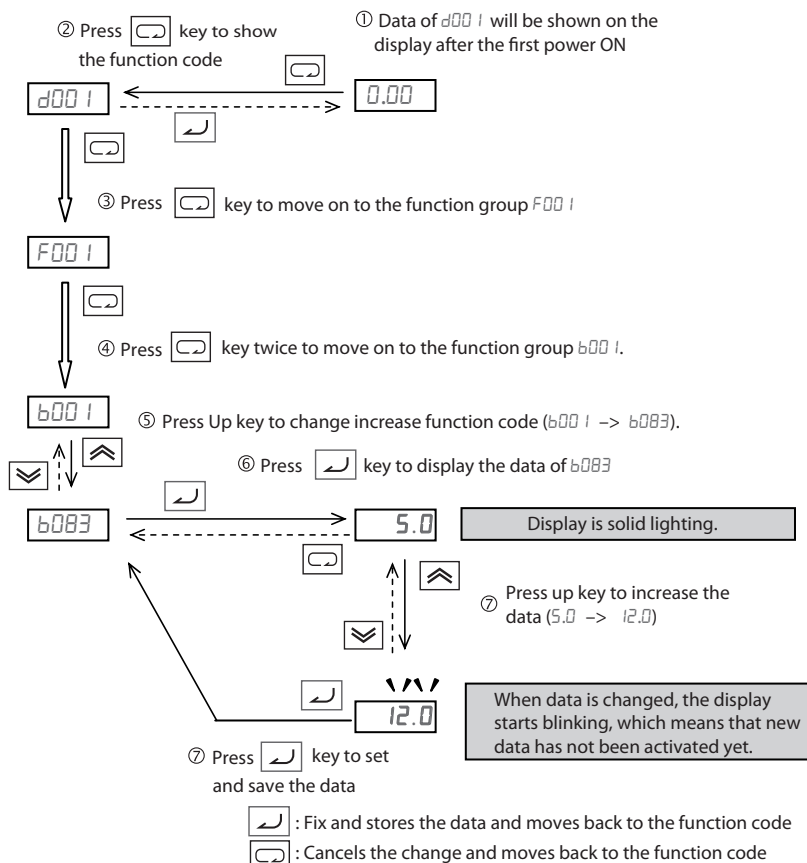 ① Data of d001 will be shown on the
display after the first power ON
② Press key to show
the function code
d001
0.00
③ Press key to move on to the function group F001
F001
④ Press key twice to move on to the function group b001.
b001
⑤ Press Up key to change increase function code (b001 –> b083).
⑥ Press key to display the data of b083
b083
5.0
Display is solid lighting.
⑦ Press up key to increase the
data (5.0 –> 12.0)
12.0
When data is changed, the display
starts blinking, which means that new
data has not been activated yet.
⑦ Press key to set
and save the data
: Fix and stores the data and moves back to the function code
: Cancels the change and moves back to the function code